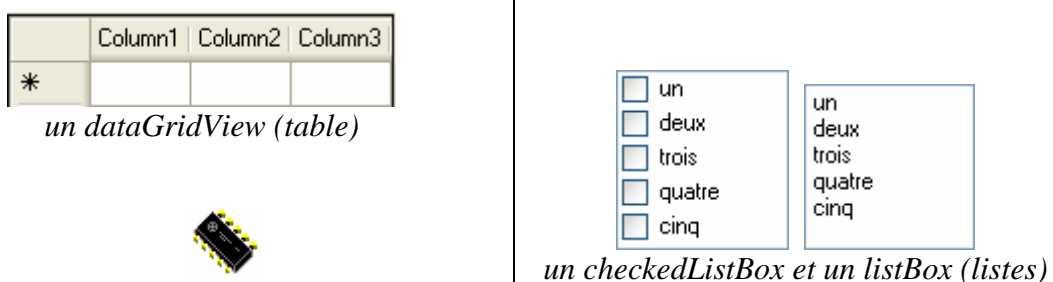 Column1 Column2 Column3
*
un dataGridView (table)
un
deux
trois
quatre
cinq
un
deux
trois
quatre
cinq
un checkedListBox et un listBox (listes)